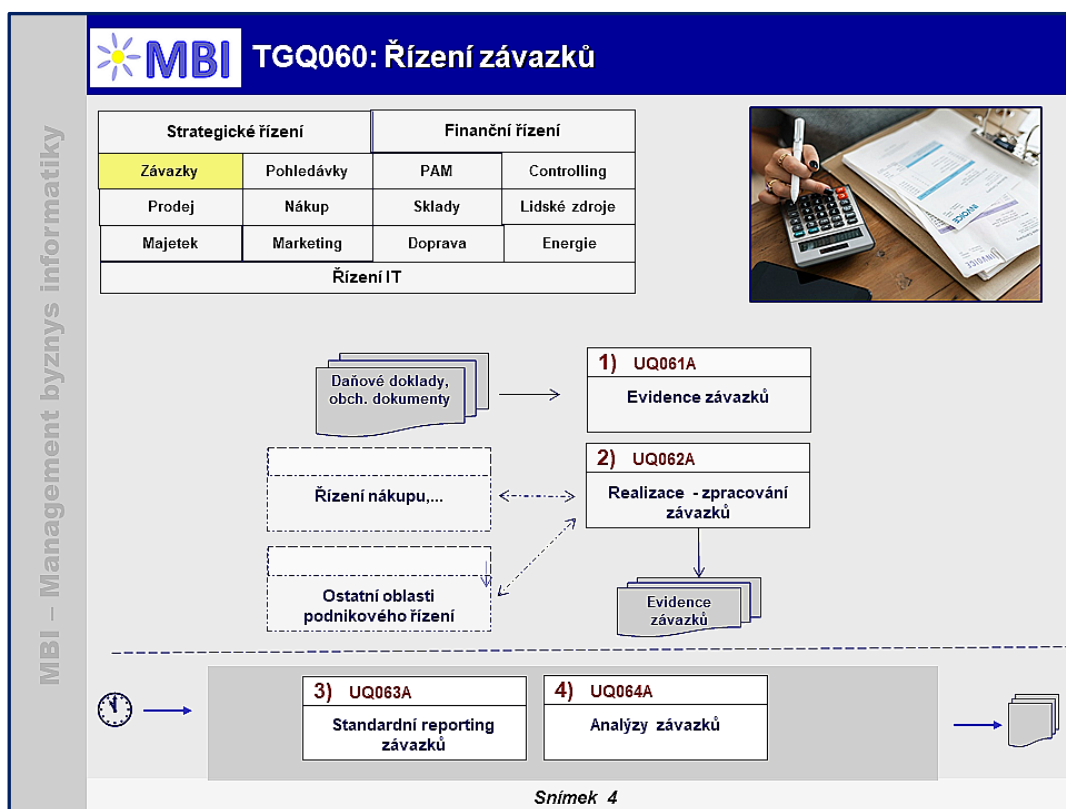 MBI – Management byznys informatiky
MBI
TGQ060: Řízení závazků
Strategické řízení
Finanční řízení
Závazky
Pohledávky
PAM
Controlling
Prodej
Nákup
Sklady
Lidské zdroje
Majetek
Marketing
Doprava
Energie
Řízení IT
INVOICE
INVOICE
Daňové doklady,
obch. dokumenty
1) UQ061A
Evidence závazků
Řízení nákupu,...
2) UQ062A
Realizace - zpracování
závazků
Ostatní oblasti
podnikového řízení
Evidence
závazků
3) UQ063A
Standardní reporting
závazků
4) UQ064A
Analýzy závazků
Snímek 4